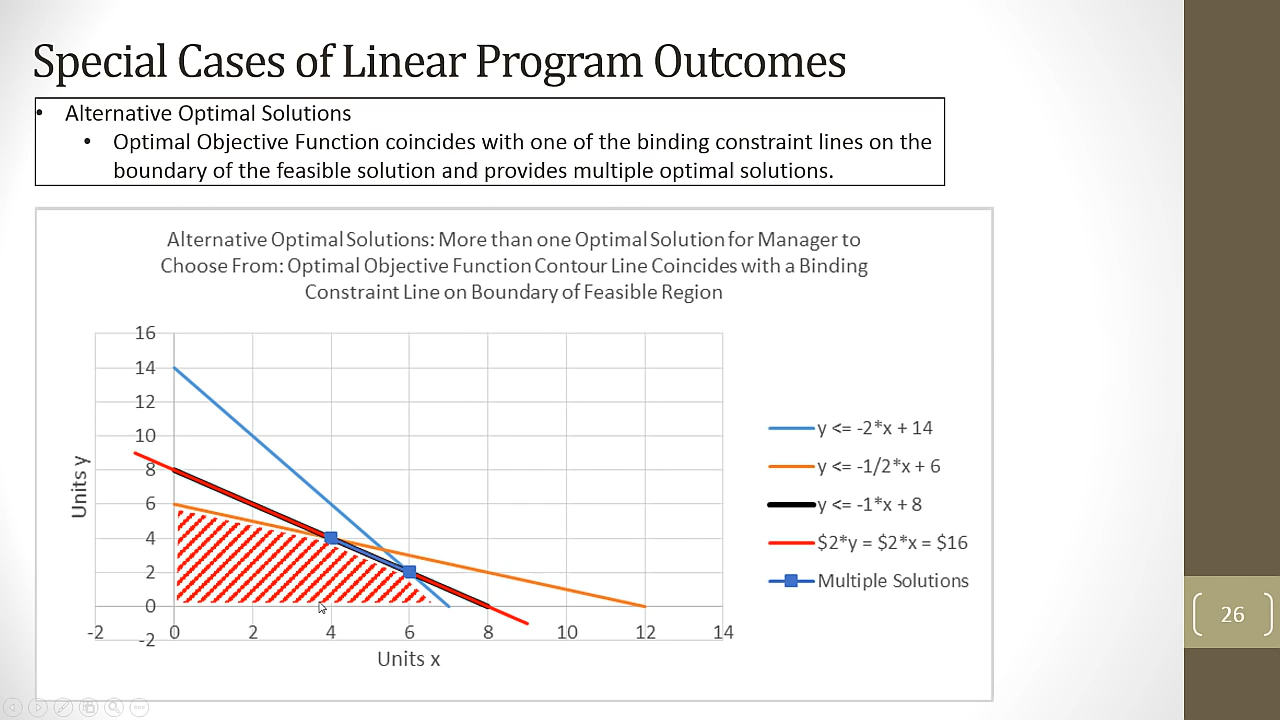 Special Cases of Linear Program Outcomes
• Alternative Optimal Solutions
• Optimal Objective Function coincides with one of the binding constraint lines on the
boundary of the feasible solution and provides multiple optimal solutions.
Alternative Optimal Solutions: More than one Optimal Solution for Manager to
Choose From: Optimal Objective Function Contour Line Coincides with a Binding
Constraint Line on Boundary of Feasible Region
16
14
12
10
8
6
4
2
0
-2
Units y
-2 0 2 4 6 8 10 12 14
Units x
y <= -2*x + 14
y <= -1/2*x + 6
y <= -1*x + 8
$2*y = $2*x = $16
Multiple Solutions
26